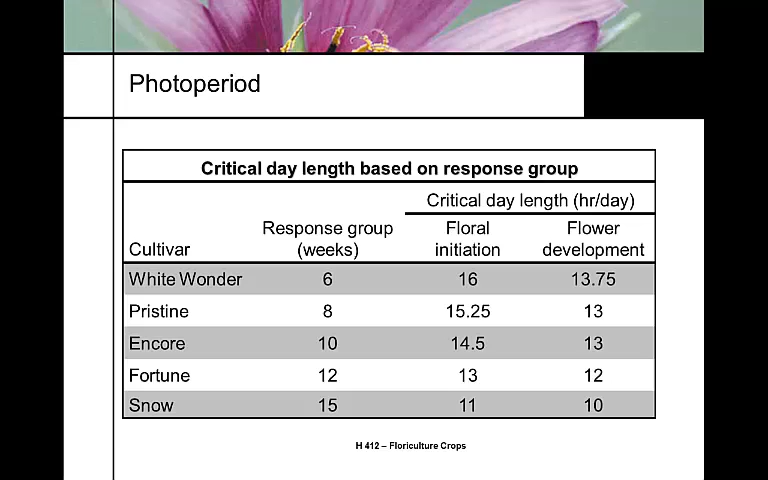 Photoperiod
Critical day length based on response group
Critical day length (hr/day)
Response group Floral Flower
Cultivar (weeks) initiation development
White Wonder 6 16 13.75
Pristine 8 15.25 13
Encore 10 14.5 13
Fortune 12 13 12
Snow 15 11 10
H 412 – Floriculture Crops